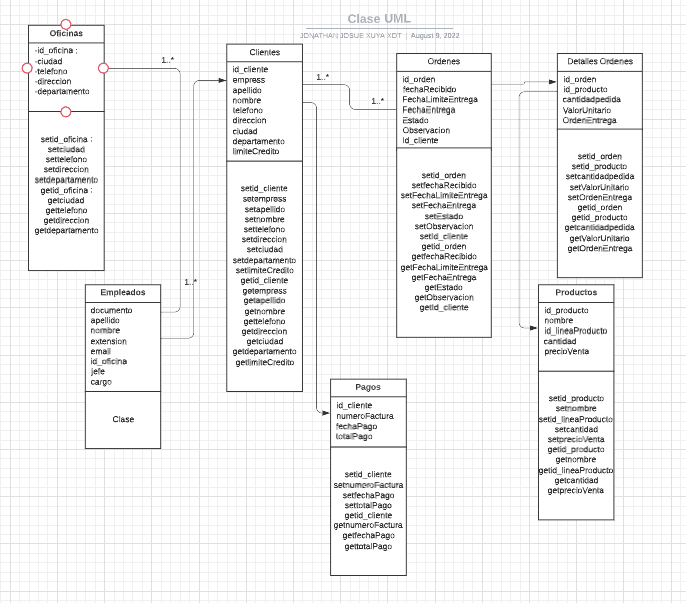 Clase UML
JONATHAN JOSUE XUYA XOT | August 9, 2022
Oficinas
-id_oficina :
-ciudad
-telefono
-direccion
-departamento
setid_oficina :
setciudad
settelefono
setdireccion
setdepartamento
getid_oficina :
getciudad
gettelefono
getdireccion
getdepartamento
1..*
Empleados
documento
apellido
nombre
extension
email
id_oficina
jefe
cargo
Clase
1..*
Clientes
id_cliente
empress
apellido
nombre
telefono
direccion
ciudad
departamento
limiteCredito
setid_cliente
setempress
setapellido
setnombre
settelefono
setdireccion
setciudad
setdepartamento
setlimiteCredito
getid_cliente
getempress
getapellido
getnombre
gettelefono
getdireccion
getciudad
getdepartamento
getlimiteCredito
1..*
1..*
Pagos
id_cliente
numeroFactura
fechaPago
totalPago
setid_cliente
setnumeroFactura
setfechaPago
settotalPago
getid_cliente
getnumeroFactura
getfechaPago
gettotalPago
Ordenes
id_orden
fechaRecibido
FechaLimiteEntrega
FechaEntrega
Estado
Observacion
Id_cliente
setid_orden
setfechaRecibido
setFechaLimiteEntrega
setFechaEntrega
setEstado
setObservacion
setId_cliente
getid_orden
getfechaRecibido
getFechaLimiteEntrega
getFechaEntrega
getEstado
getObservacion
getId_cliente
Detalles Ordenes
id_orden
id_producto
cantidadpedida
ValorUnitario
OrdenEntrega
setid_orden
setid_producto
setcantidadpedida
setValorUnitario
setOrdenEntrega
getid_orden
getid_producto
getcantidadpedida
getValorUnitario
getOrdenEntrega
Productos
id_producto
nombre
id_lineaProducto
cantidad
precioVenta
setid_producto
setnombre
setid_lineaProducto
setcantidad
setprecioVenta
getid_producto
getnombre
getid_lineaProducto
getcantidad
getprecioVenta